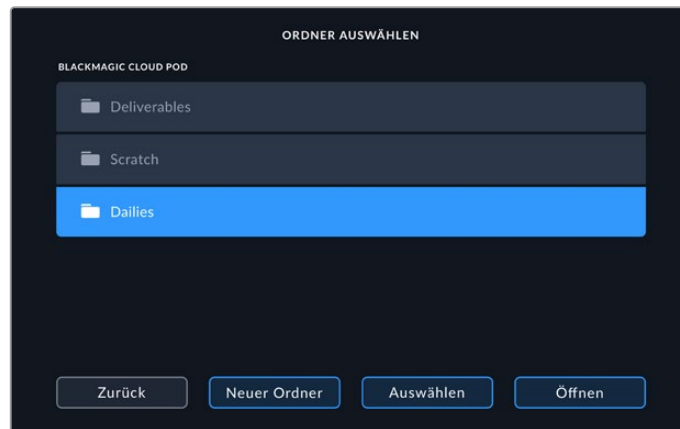 ORDNER AUSWÄHLEN
BLACKMAGIC CLOUD POD
Deliverables
Scratch
Dailies
Zurück Neuer Ordner Auswählen Öffnen